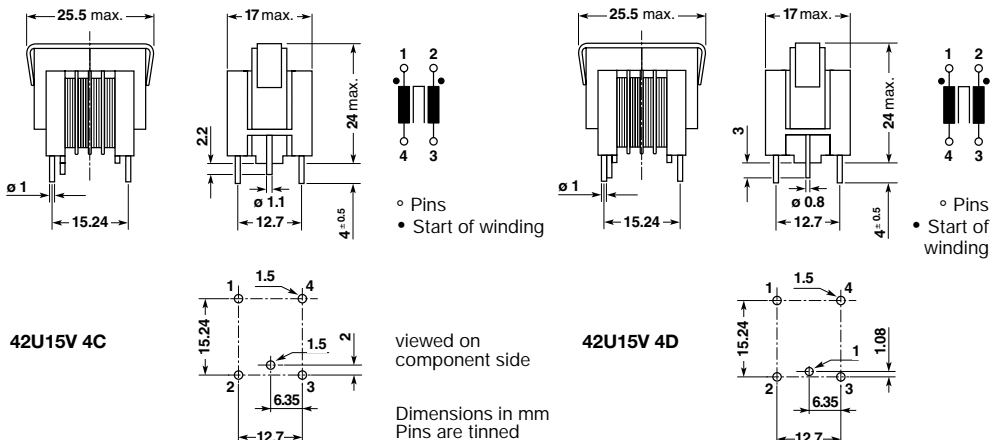 25.5 max.
17 max.
1 2
24 max.
2.2
4 3
ø 1
ø 1.1
15.24
12.7
4 ± 0.5
° Pins
• Start of winding
25.5 max.
17 max.
1 2
24 max.
3
4 3
ø 1
ø 0.8
15.24
12.7
4 ± 0.5
° Pins
• Start of
winding
42U15V 4C
1
1.5
4
15.24
1.5
2
2
3
6.35
12.7
viewed on
component side
Dimensions in mm
Pins are tinned
42U15V 4D
1
1.5
4
15.24
1
1.08
2
3
6.35
12.7